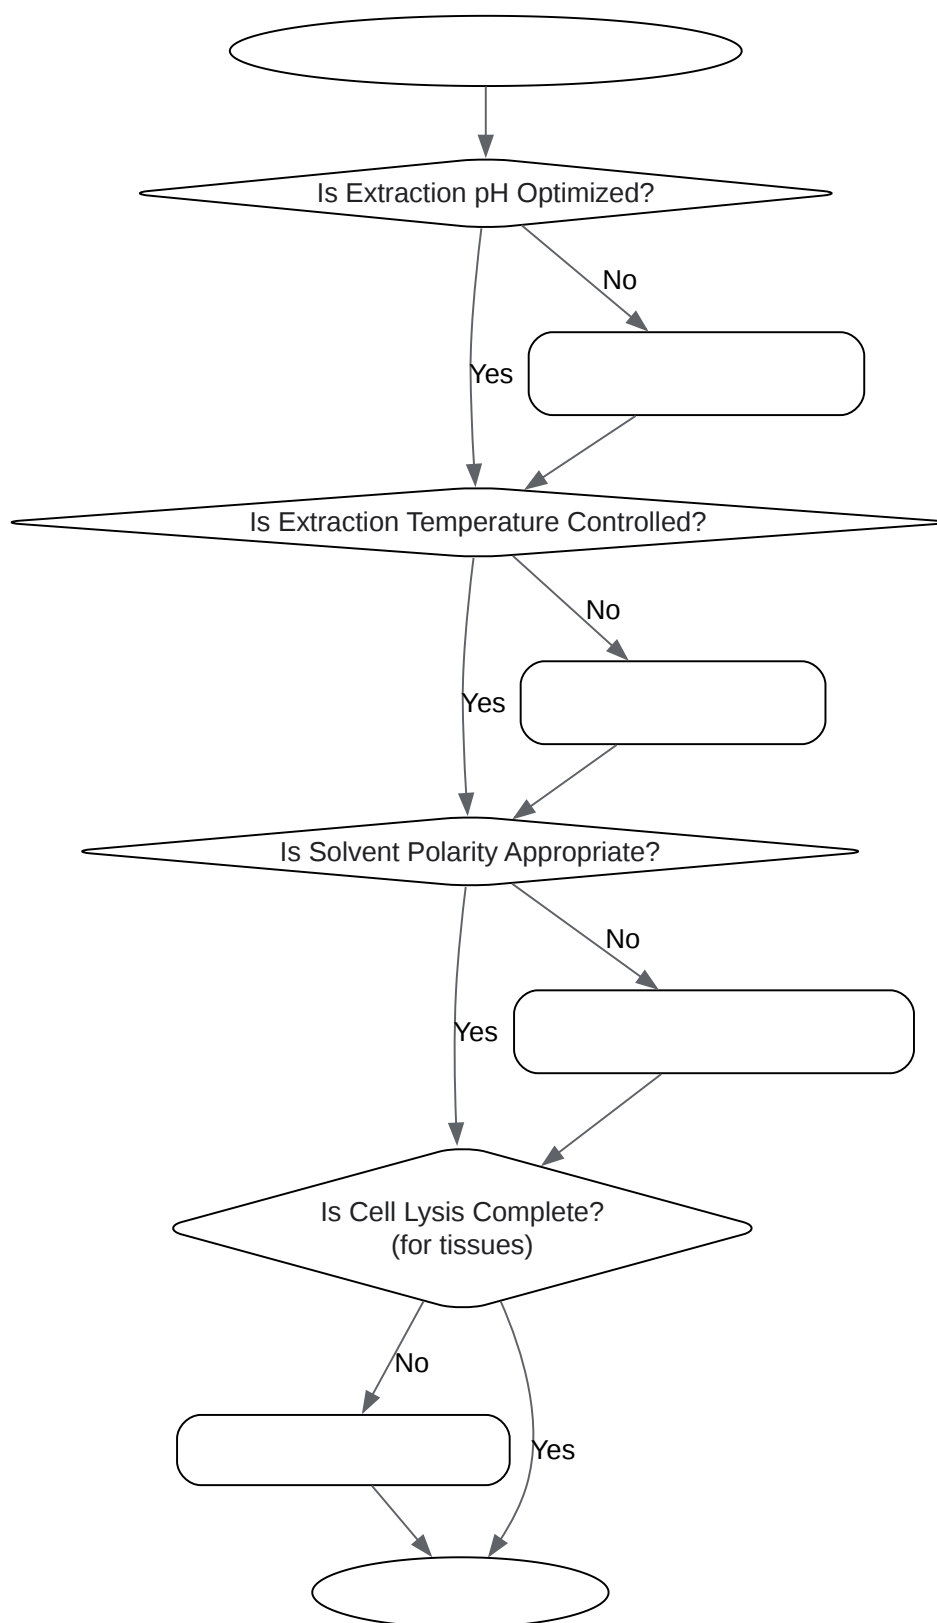 Is Extraction pH Optimized?
No
Yes
Is Extraction Temperature Controlled?
No
Yes
Is Solvent Polarity Appropriate?
No
Yes
Is Cell Lysis Complete?
(for tissues)
No
Yes